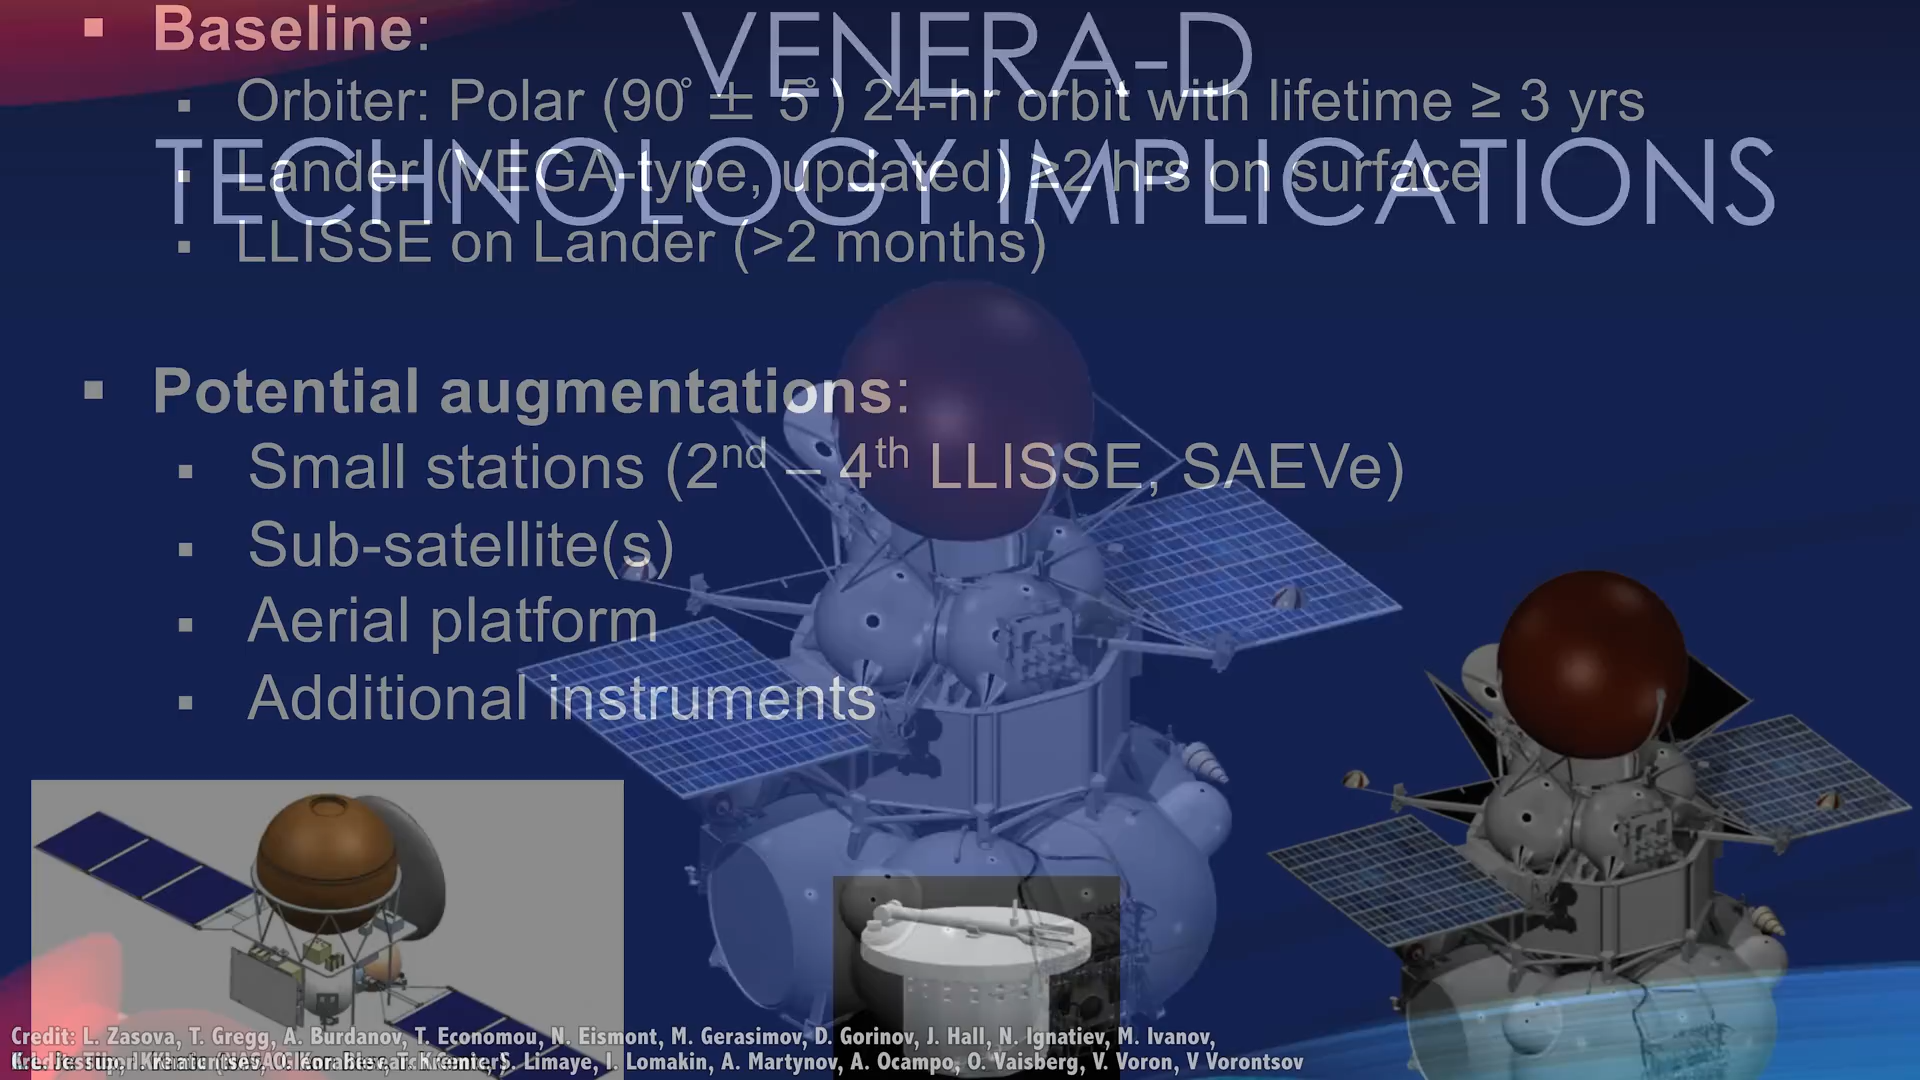 ▪ Baseline:
VENERA-D
▪ Orbiter: Polar (90° ± 5°) 24-hr orbit with lifetime ≥ 3 yrs
TECHNOLOGY IMPLICATIONS
▪ Lander (VEGA-type, updated) ≥2 hrs on surface
▪ LLISSE on Lander (>2 months)
▪ Potential augmentations:
▪ Small stations (2nd – 4th LLISSE, SAEVe)
▪ Sub-satellite(s)
▪ Aerial platform
▪ Additional instruments
Credit: L. Zasova, T. Gregg, A. Burdanov, T. Economou, N. Eismont, M. Gerasimov, D. Gorinov, J. Hall, N. Ignatiev, M. Ivanov,
S. Limaye, I. Lomakin, A. Martynov, A. Ocampo, O. Vaisberg, V. Voron, V Vorontsov